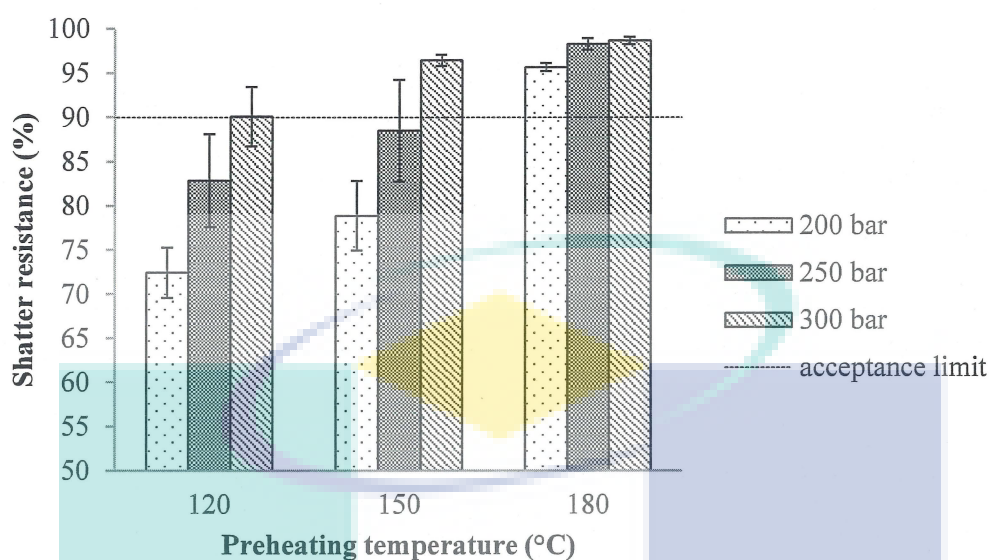 100
95
90
85
80
75
70
65
60
55
50
Shatter resistance (%)
120 150 180
Preheating temperature (°C)
200 bar
250 bar
300 bar
acceptance limit